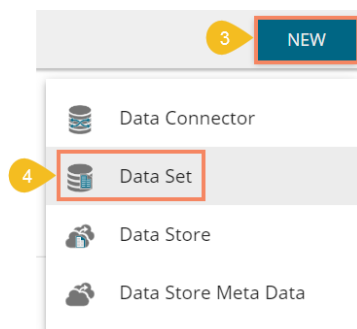 3 NEW
Data Connector
4 Data Set
Data Store
Data Store Meta Data